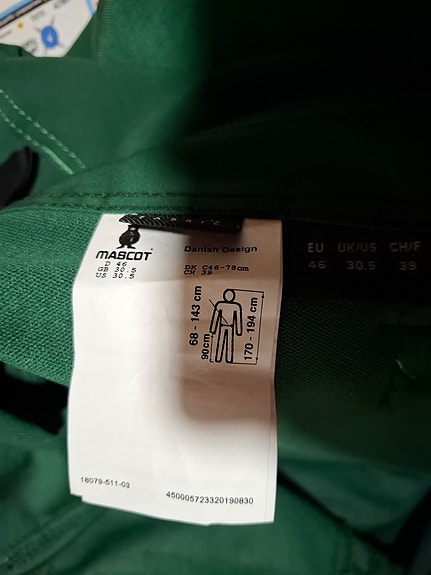 MASCOT
Danish Design
D 46
GB 30.5
US 30.5
DK C46-78cm
CH 39
68 - 143 cm
90cm
170 - 194 cm
18079-511-03
450005723320190830
EU UK/US CH/F
46 30.5 39